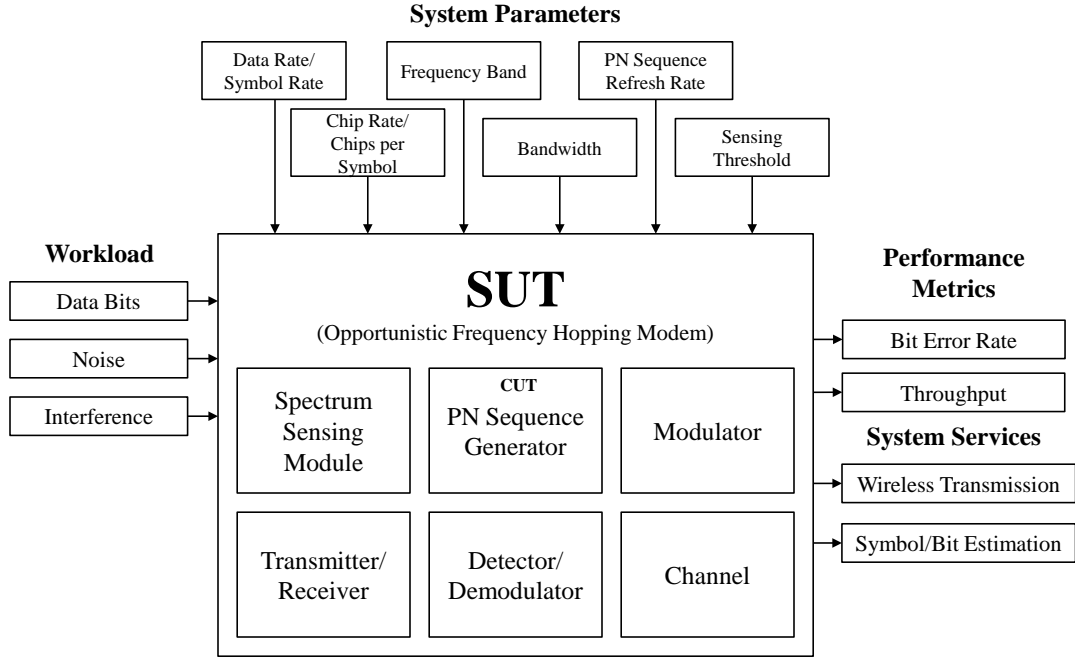 System Parameters
Data Rate/
Symbol Rate
Frequency Band
PN Sequence
Refresh Rate
Chip Rate/
Chips per
Symbol
Bandwidth
Sensing
Threshold
Workload
Data Bits
Noise
Interference
SUT
(Opportunistic Frequency Hopping Modem)
Spectrum
Sensing
Module
CUT
PN Sequence
Generator
Modulator
Transmitter/
Receiver
Detector/
Demodulator
Channel
Performance
Metrics
Bit Error Rate
Throughput
System Services
Wireless Transmission
Symbol/Bit Estimation